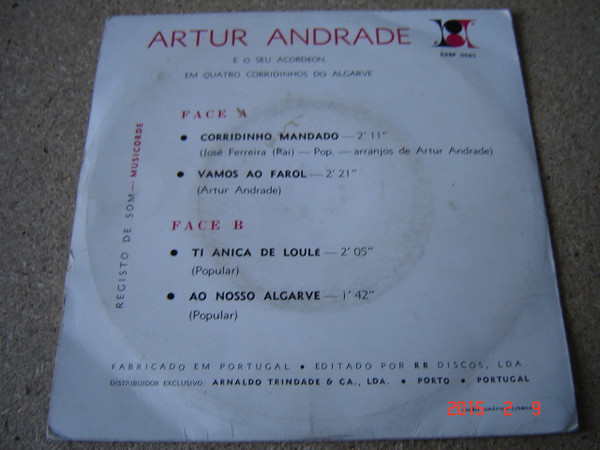 ARTUR ANDRADE
E O SEU ACORDEON
EM QUATRO CORRIDINHOS DO ALGARVE
FACE A
• CORRIDINHO MANDADO — 2' 11"
(José Ferreira (Rai) — Pop. — arranjos de Artur Andrade)
• VAMOS AO FAROL — 2' 21"
(Artur Andrade)
FACE B
• TI ANICA DE LOULÉ — 2' 05"
(Popular)
• AO NOSSO ALGARVE — 1' 42"
(Popular)
REGISTO DE SOM — MUSICORDE
FABRICADO EM PORTUGAL • EDITADO POR RR DISCOS, LDA.
DISTRIBUIDOR EXCLUSIVO: ARNALDO TRINDADE & CA., LDA. • PORTO • PORTUGAL
2015- 2- 9